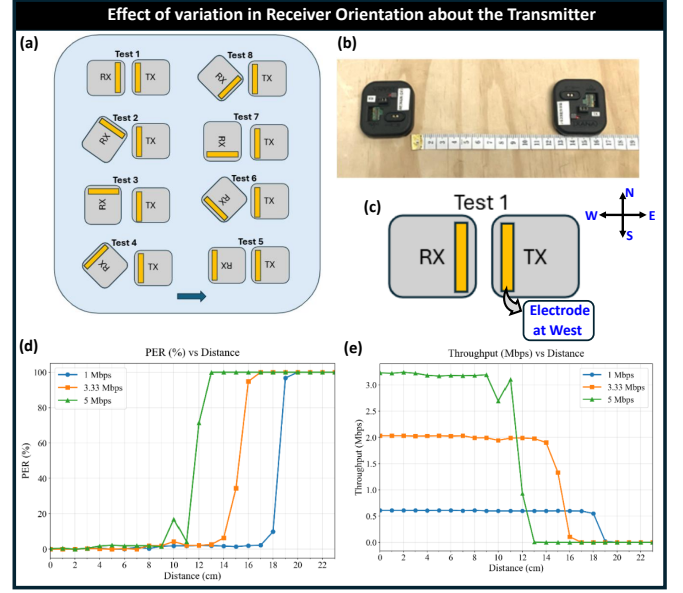 Effect of variation in Receiver Orientation about the Transmitter
(a)
Test 1
RX
TX
Test 8
RX
TX
Test 2
RX
TX
Test 7
RX
TX
Test 3
RX
TX
Test 6
RX
TX
Test 4
RX
TX
Test 5
RX
TX
(b)
(c)
Test 1
RX
TX
N
W
E
S
Electrode
at West
(d)
PER (%) vs Distance
1 Mbps
3.33 Mbps
5 Mbps
PER (%)
100
80
60
40
20
0
0 2 4 6 8 10 12 14 16 18 20 22
Distance (cm)
(e)
Throughput (Mbps) vs Distance
1 Mbps
3.33 Mbps
5 Mbps
Throughput (Mbps)
3.0
2.5
2.0
1.5
1.0
0.5
0.0
0 2 4 6 8 10 12 14 16 18 20 22
Distance (cm)